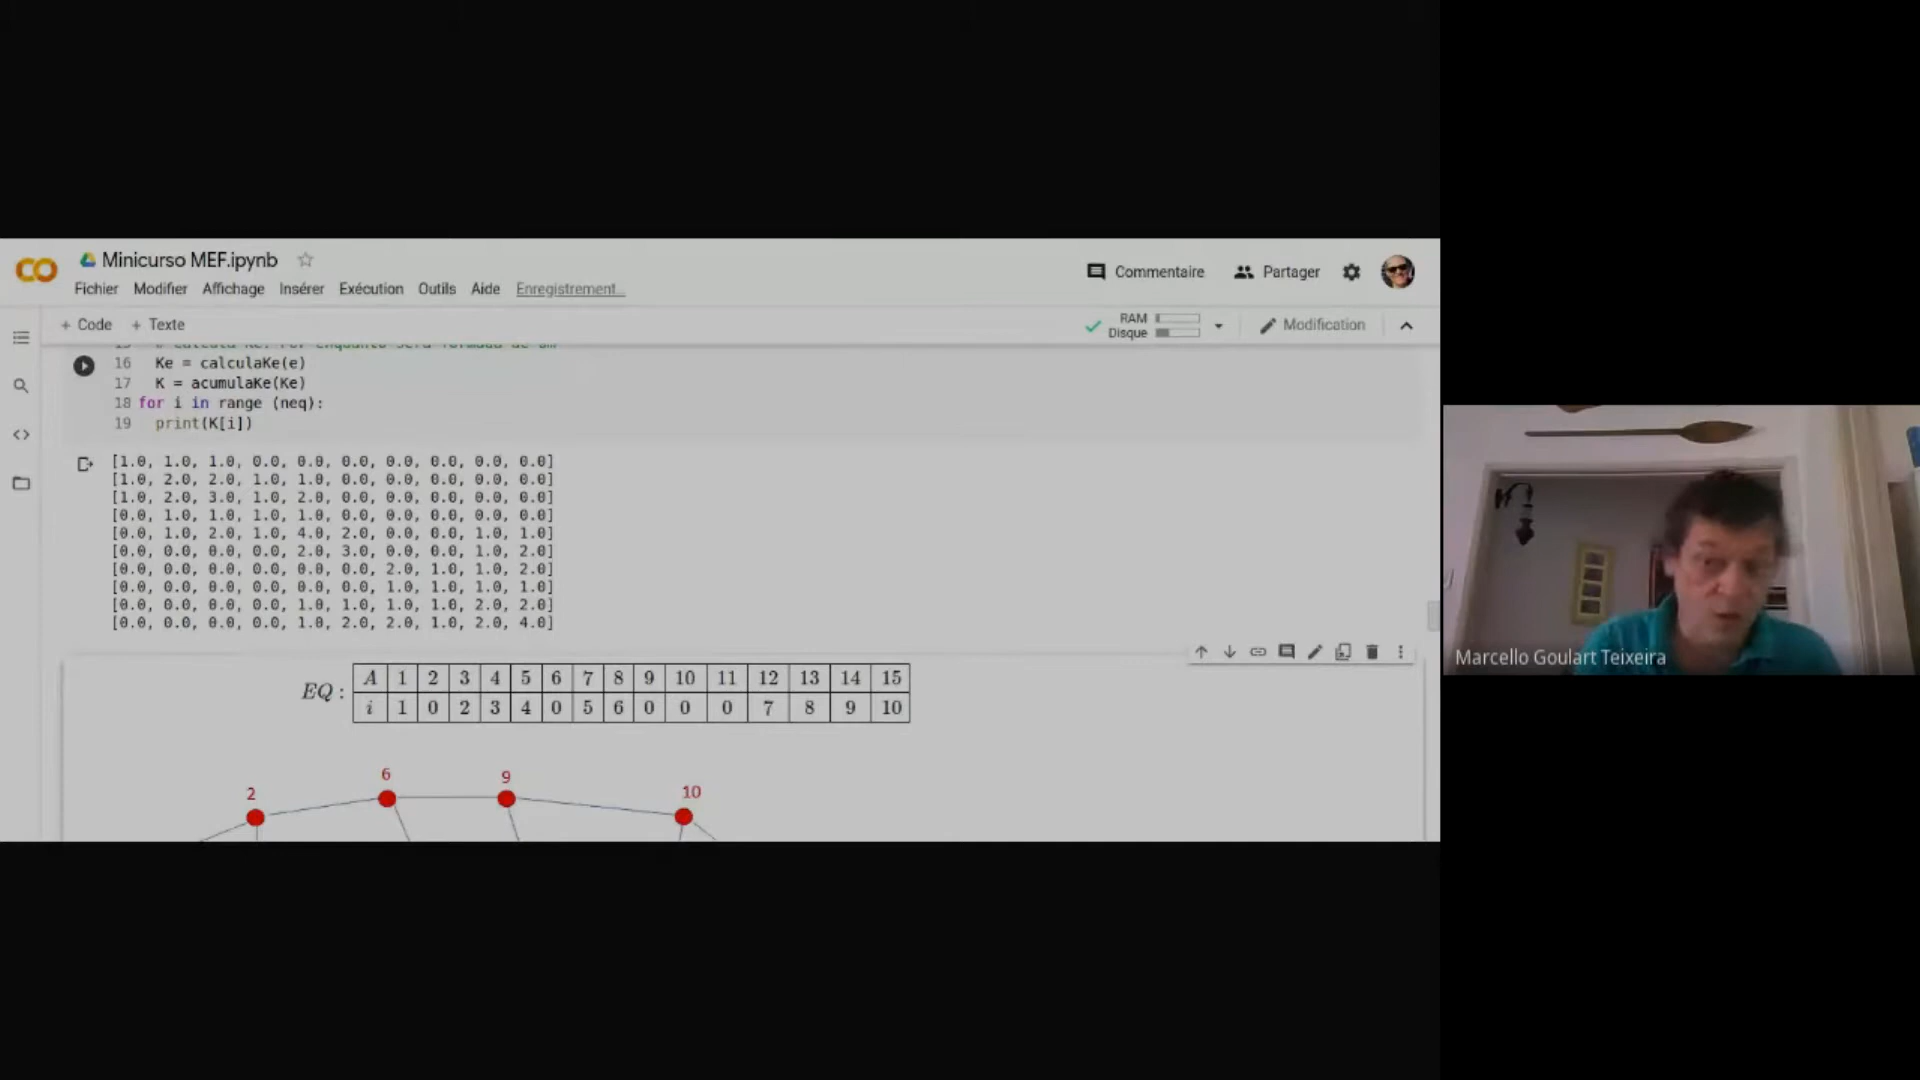 Minicurso MEF.ipynb
Fichier Modifier Affichage Insérer Exécution Outils Aide Enregistrement...
Commentaire Partager
+ Code + Texte
RAM
Disque
Modification
16 Ke = calculaKe(e)
17 K = acumulaKe(Ke)
18 for i in range (neq):
19 print(K[i])
[1.0, 1.0, 1.0, 0.0, 0.0, 0.0, 0.0, 0.0, 0.0, 0.0]
[1.0, 2.0, 2.0, 1.0, 1.0, 0.0, 0.0, 0.0, 0.0, 0.0]
[1.0, 2.0, 3.0, 1.0, 2.0, 0.0, 0.0, 0.0, 0.0, 0.0]
[0.0, 1.0, 1.0, 1.0, 1.0, 0.0, 0.0, 0.0, 0.0, 0.0]
[0.0, 1.0, 2.0, 1.0, 4.0, 2.0, 0.0, 0.0, 1.0, 1.0]
[0.0, 0.0, 0.0, 0.0, 2.0, 3.0, 0.0, 0.0, 1.0, 2.0]
[0.0, 0.0, 0.0, 0.0, 0.0, 0.0, 2.0, 1.0, 1.0, 2.0]
[0.0, 0.0, 0.0, 0.0, 0.0, 0.0, 1.0, 1.0, 1.0, 1.0]
[0.0, 0.0, 0.0, 0.0, 1.0, 1.0, 1.0, 1.0, 2.0, 2.0]
[0.0, 0.0, 0.0, 0.0, 1.0, 2.0, 2.0, 1.0, 2.0, 4.0]
EQ :
A 1 2 3 4 5 6 7 8 9 10 11 12 13 14 15
i 1 0 2 3 4 0 5 6 0 0 0 7 8 9 10
2 6 9 10
Marcello Goulart Teixeira